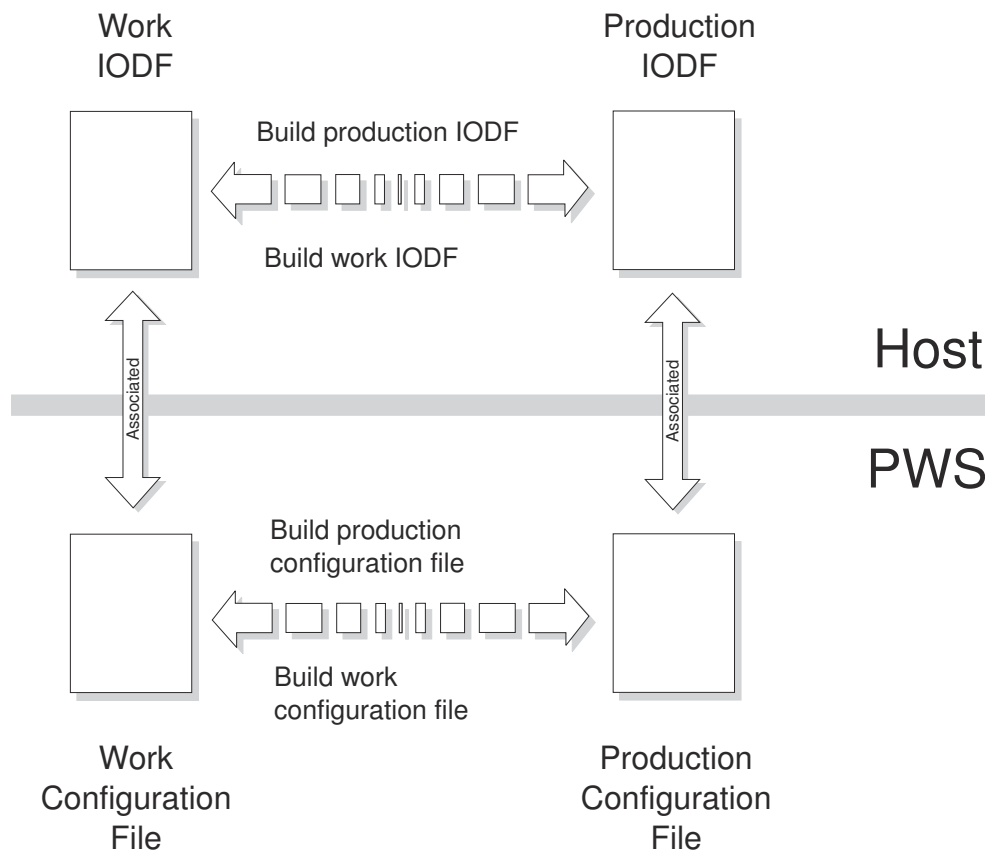 Work
IODF
Production
IODF
Build production IODF
Build work IODF
Host
Associated
Associated
PWS
Build production
configuration file
Build work
configuration file
Work
Configuration
File
Production
Configuration
File